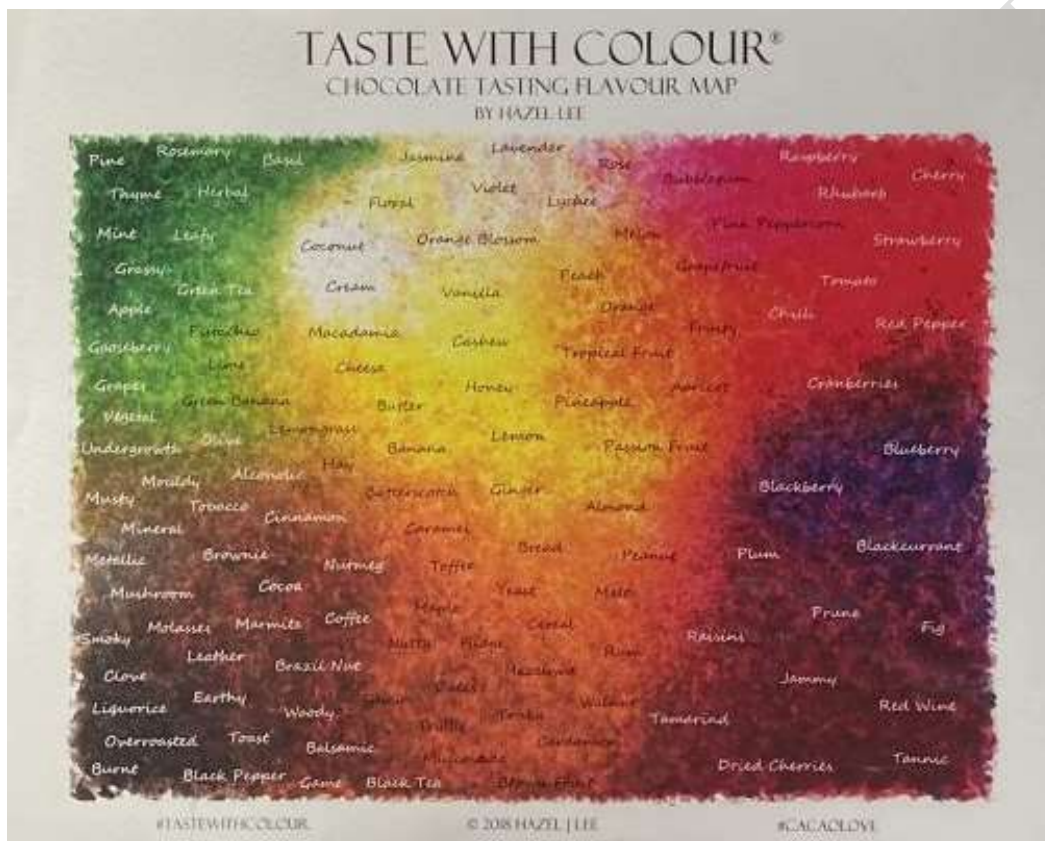 TASTE WITH COLOUR®
CHOCOLATE TASTING FLAVOUR MAP
BY HAZEL LEE
Pine Rosemary Basil Jasmine Lavender Rose Raspberry Cherry
Thyme Herbal Floral Violet Lychee Bubblegum Rhubarb
Mint Leafy Coconut Orange Blossom Melon Pink Peppercorn Strawberry
Grassy Green Tea Cream Vanilla Peach Grapefruit Tomato
Apple Pistachio Macadamia Cashew Orange Fruity Chilli Red Pepper
Gooseberry Lime Cheese Tropical Fruit
Grapes Green Banana Butter Honey Pineapple Apricot Cranberries
Vegetal Lemongrass
Undergrowth Olive Hay Banana Lemon Passion Fruit Blueberry
Mouldy Alcoholic
Musty Tobacco Cinnamon Butterscotch Ginger Almond Blackberry
Mineral Caramel
Metallic Brownie Nutmeg Toffee Bread Peanut Plum Blackcurrant
Mushroom Cocoa Yeast Malt
Smoky Molasses Marmite Coffee Maple Cereal Prune Fig
Leather Nutty Fudge Rum Raisins
Clove Brazil Nut Hazelnut Jammy
Liquorice Earthy Woody Dates Walnut Red Wine
Truffle Tonka Tamarind
Overroasted Toast Balsamic Cardamom
Burnt Black Pepper Game Black Tea Dried Cherries Tannic
#TASTEWITHCOLOUR © 2018 HAZEL J LEE #CACAOLOVE